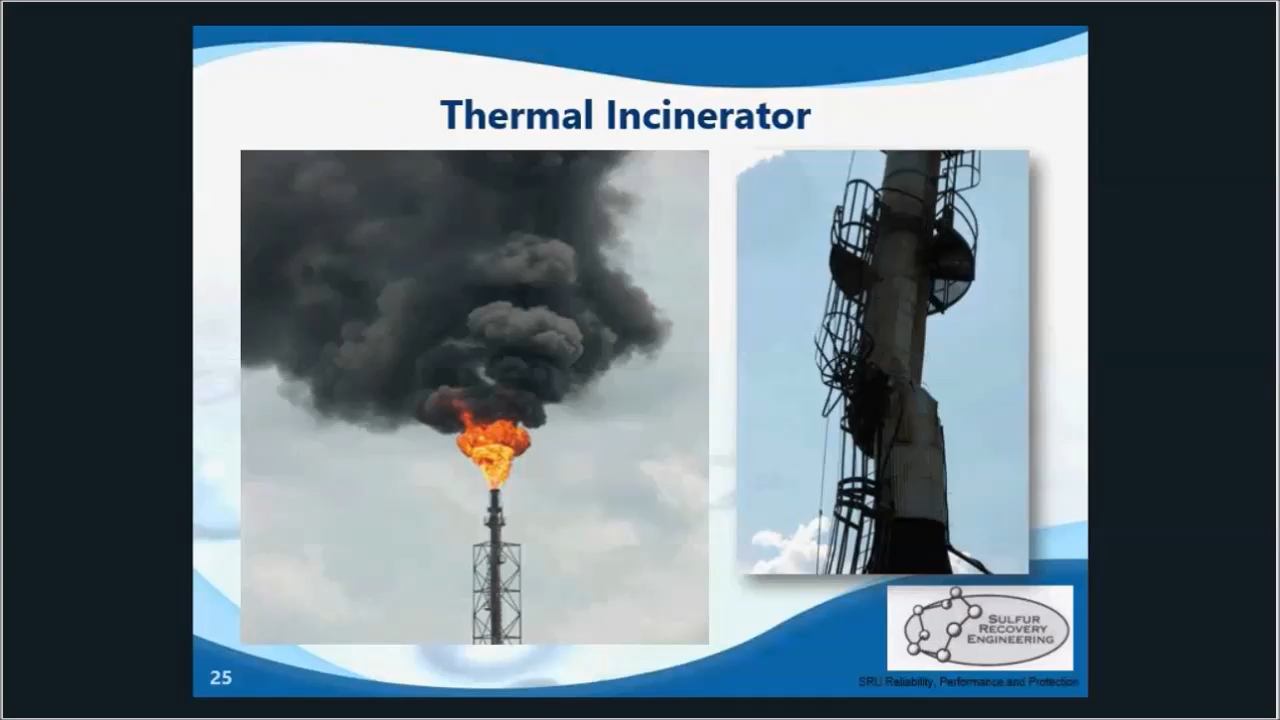 Thermal Incinerator
SULFUR
RECOVERY
ENGINEERING
25
SRU Reliability, Performance and Protection